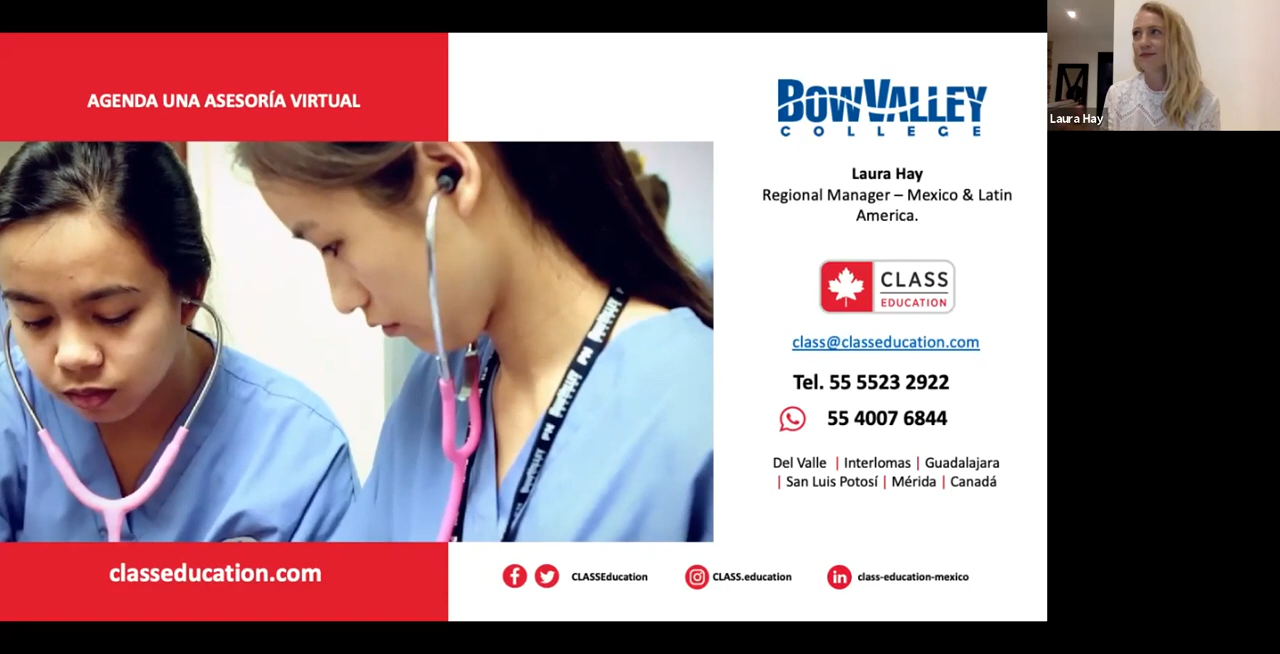 AGENDA UNA ASESORÍA VIRTUAL
classeducation.com
BOWVALLEY
COLLEGE
Laura Hay
Regional Manager – Mexico & Latin
America.
CLASS
EDUCATION
class@classeducation.com
Tel. 55 5523 2922
55 4007 6844
Del Valle | Interlomas | Guadalajara
| San Luis Potosí | Mérida | Canadá
CLASSEducation
CLASS.education
class-education-mexico
Laura Hay